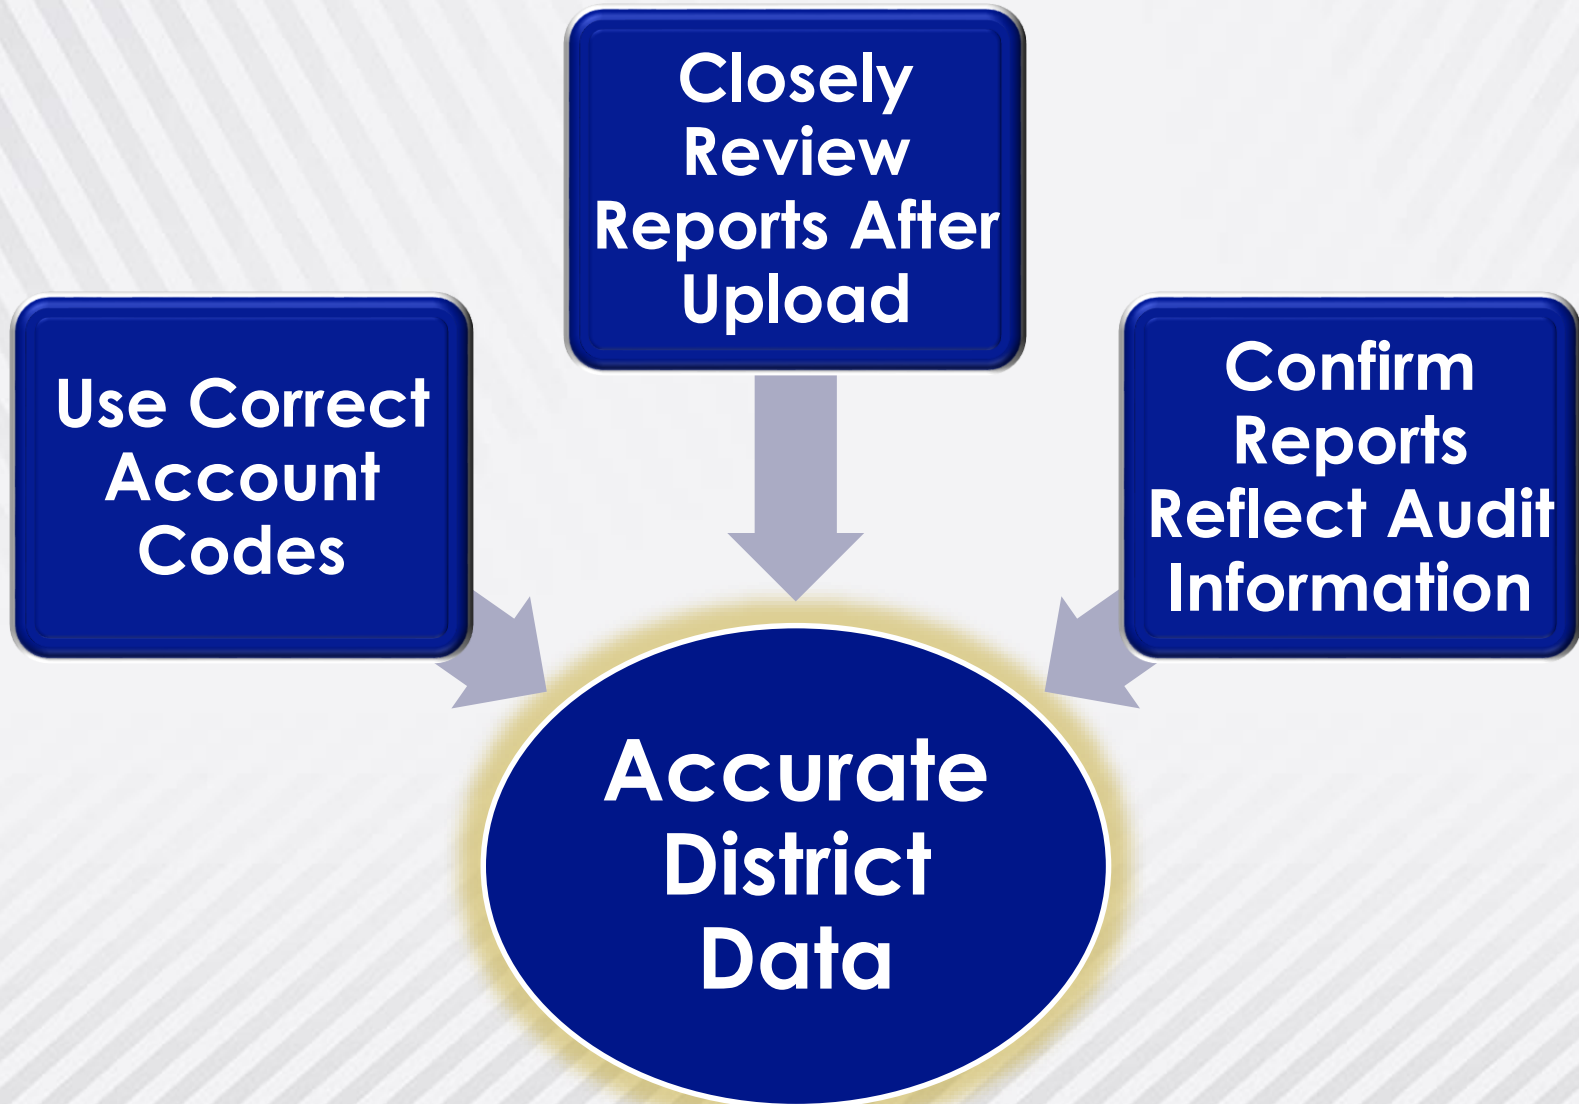 Closely
Review
Reports After
Upload
Use Correct
Account
Codes
Confirm
Reports
Reflect Audit
Information
Accurate
District
Data